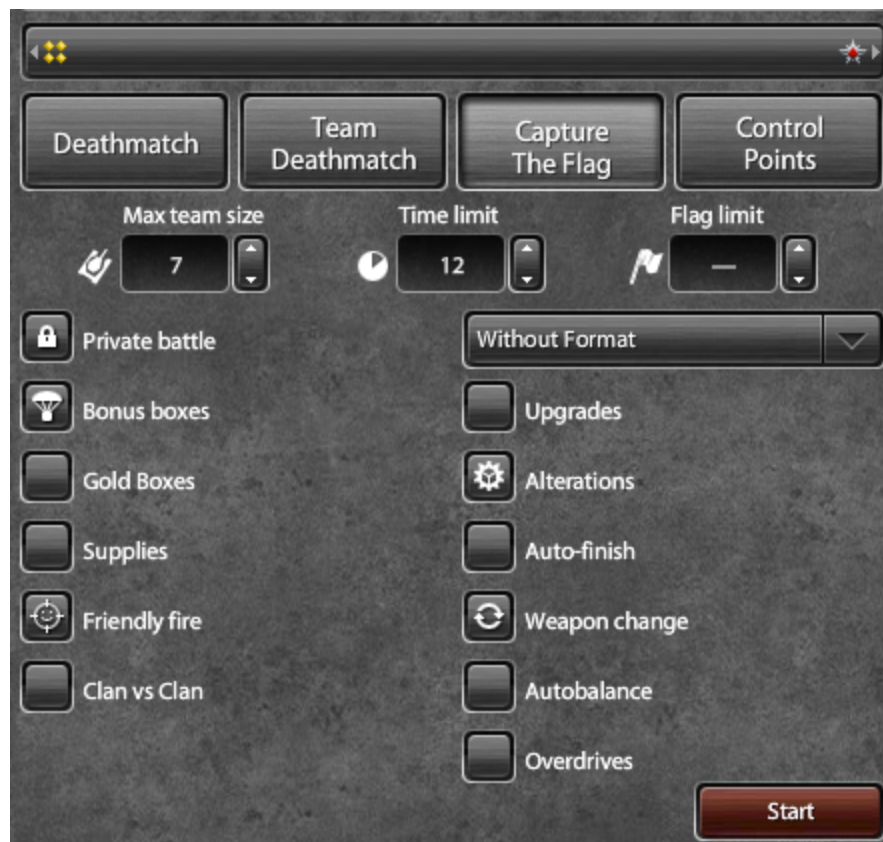 Deathmatch
Team
Deathmatch
Capture
The Flag
Control
Points
Max team size
Time limit
Flag limit
7
12
—
Private battle
Without Format
Bonus boxes
Upgrades
Gold Boxes
Alterations
Supplies
Auto-finish
Friendly fire
Weapon change
Clan vs Clan
Autobalance
Overdrives
Start